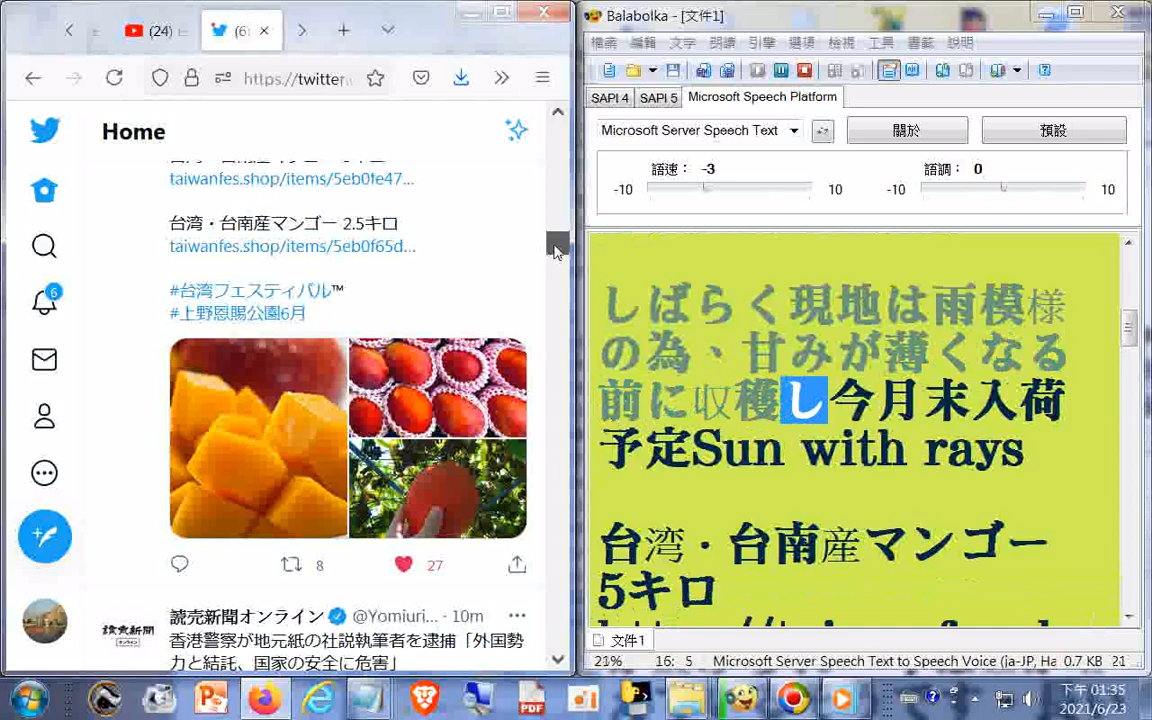 (24)
(6
https://twitter.
Home
taiwanfes.shop/items/5eb0fe47...
台湾・台南産マンゴー 2.5キロ
taiwanfes.shop/items/5eb0f65d...
#台湾フェスティバル™
#上野恩賜公園6月
8
27
6
読売新聞オンライン @Yomiuri... · 10m
香港警察が地元紙の社説執筆者を逮捕「外国勢
力と結託、国家の安全に危害」
Balabolka - [文件1]
檔案 編輯 文字 朗讀 引擎 選項 檢視 工具 書籤 說明
SAPI 4 SAPI 5 Microsoft Speech Platform
Microsoft Server Speech Text
關於
預設
語速： -3
語調： 0
-10 10 -10 10
しばらく現地は雨模様
の為、甘みが薄くなる
前に収穫し今月末入荷
予定Sun with rays
台湾・台南産マンゴー
5キロ
文件1
21% 16: 5 Microsoft Server Speech Text to Speech Voice (ja-JP, Ha 0.7 KB 21
PDF
下午 01:35
2021/6/23